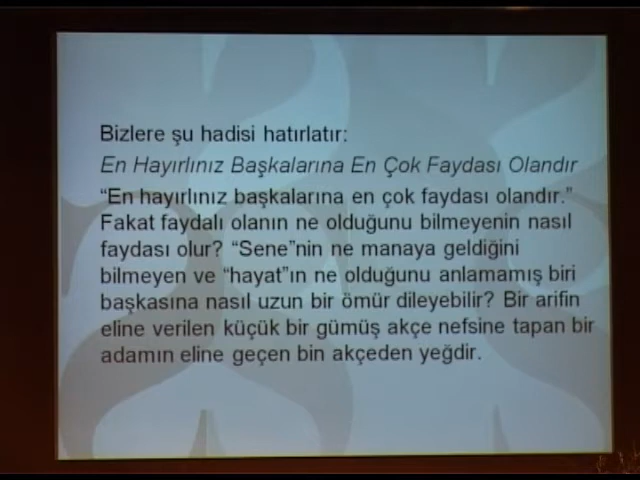 Bizlere şu hadisi hatırlatır:
En Hayırlınız Başkalarına En Çok Faydası Olandır
“En hayırlınız başkalarına en çok faydası olandır.”
Fakat faydalı olanın ne olduğunu bilmeyenin nasıl
faydası olur? “Sene”nin ne manaya geldiğini
bilmeyen ve “hayat”ın ne olduğunu anlamamış biri
başkasına nasıl uzun bir ömür dileyebilir? Bir arifin
eline verilen küçük bir gümüş akçe nefsine tapan bir
adamın eline geçen bin akçeden yeğdir.